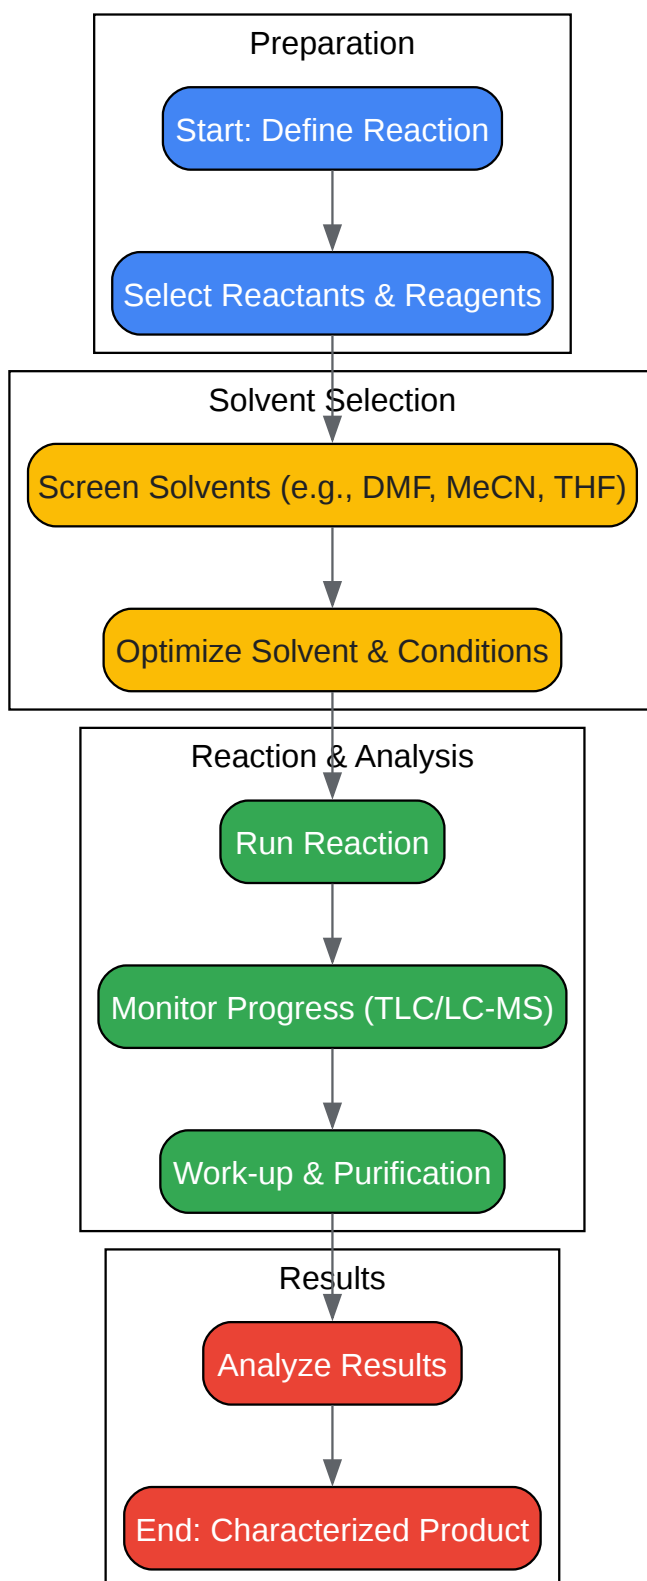 Preparation
Start: Define Reaction
Select Reactants & Reagents
Solvent Selection
Screen Solvents (e.g., DMF, MeCN, THF)
Optimize Solvent & Conditions
Reaction & Analysis
Run Reaction
Monitor Progress (TLC/LC-MS)
Work-up & Purification
Results
Analyze Results
End: Characterized Product